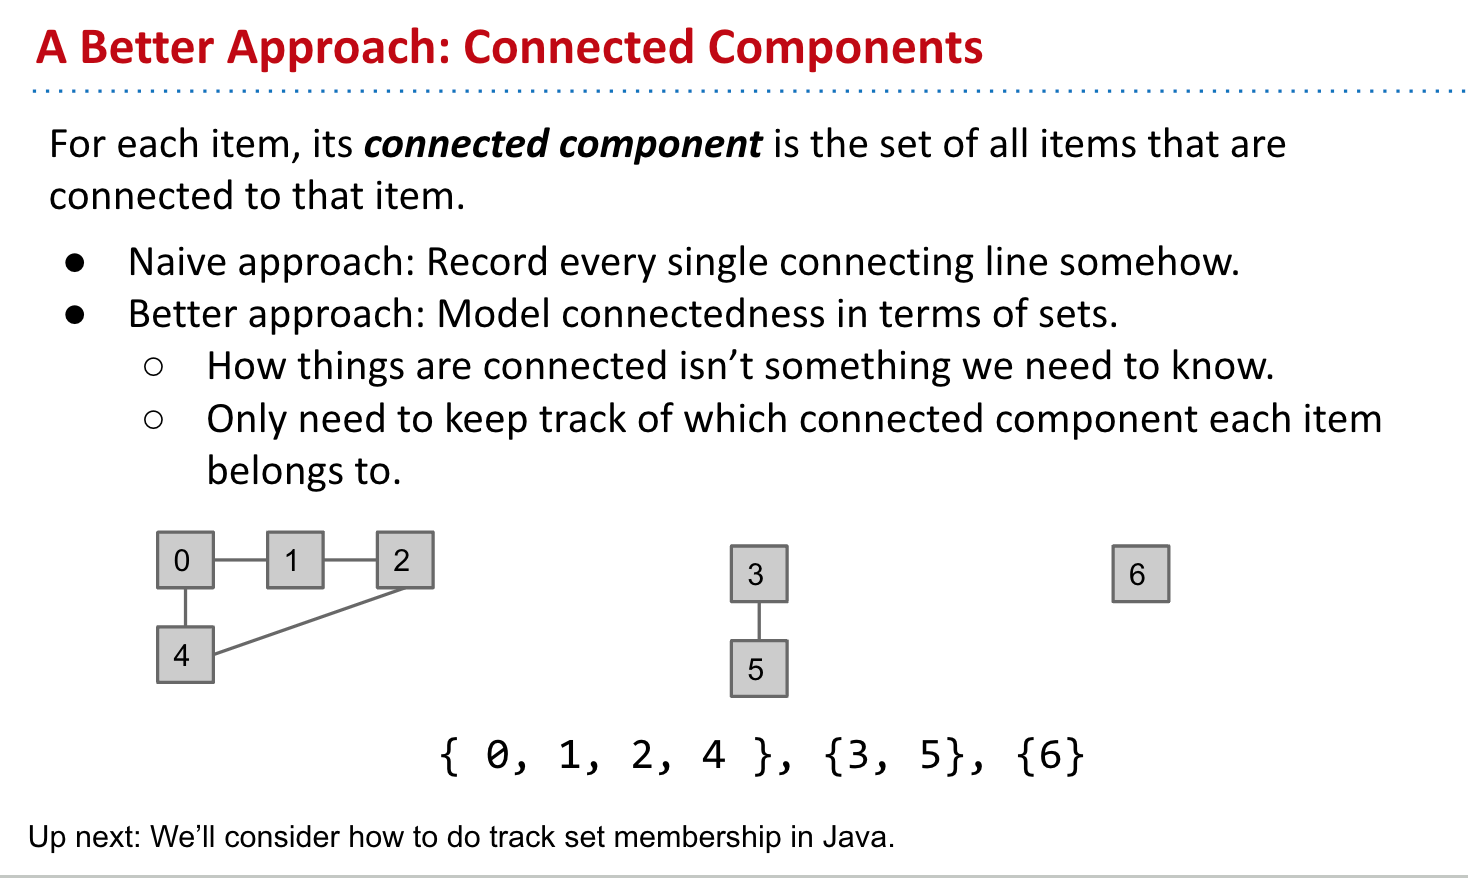 A Better Approach: Connected Components
For each item, its connected component is the set of all items that are
connected to that item.
● Naive approach: Record every single connecting line somehow.
● Better approach: Model connectedness in terms of sets.
○ How things are connected isn’t something we need to know.
○ Only need to keep track of which connected component each item
belongs to.
0 1 2
3
6
4
5
{ 0, 1, 2, 4 }, {3, 5}, {6}
Up next: We’ll consider how to do track set membership in Java.